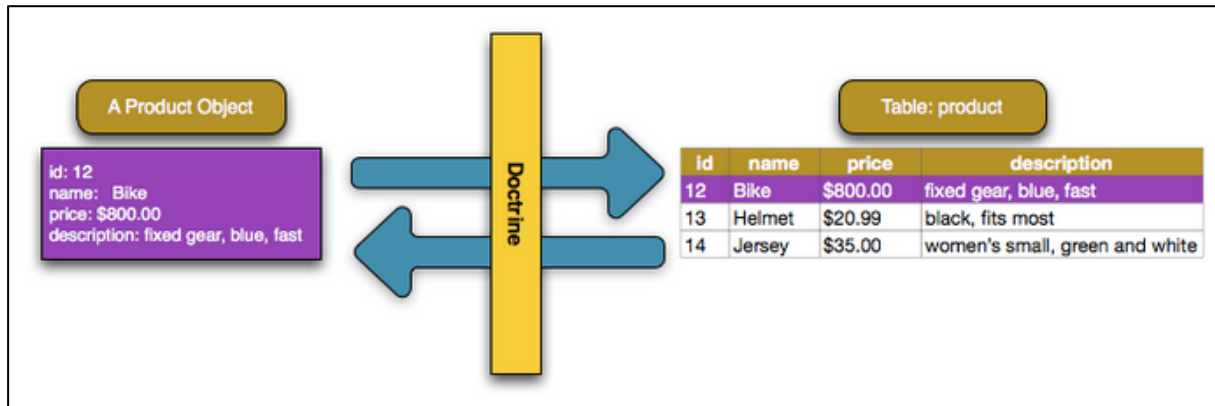 A Product Object
id: 12
name: Bike
price: $800.00
description: fixed gear, blue, fast
Doctrine
Table: product
id name price description
12 Bike $800.00 fixed gear, blue, fast
13 Helmet $20.99 black, fits most
14 Jersey $35.00 women's small, green and white